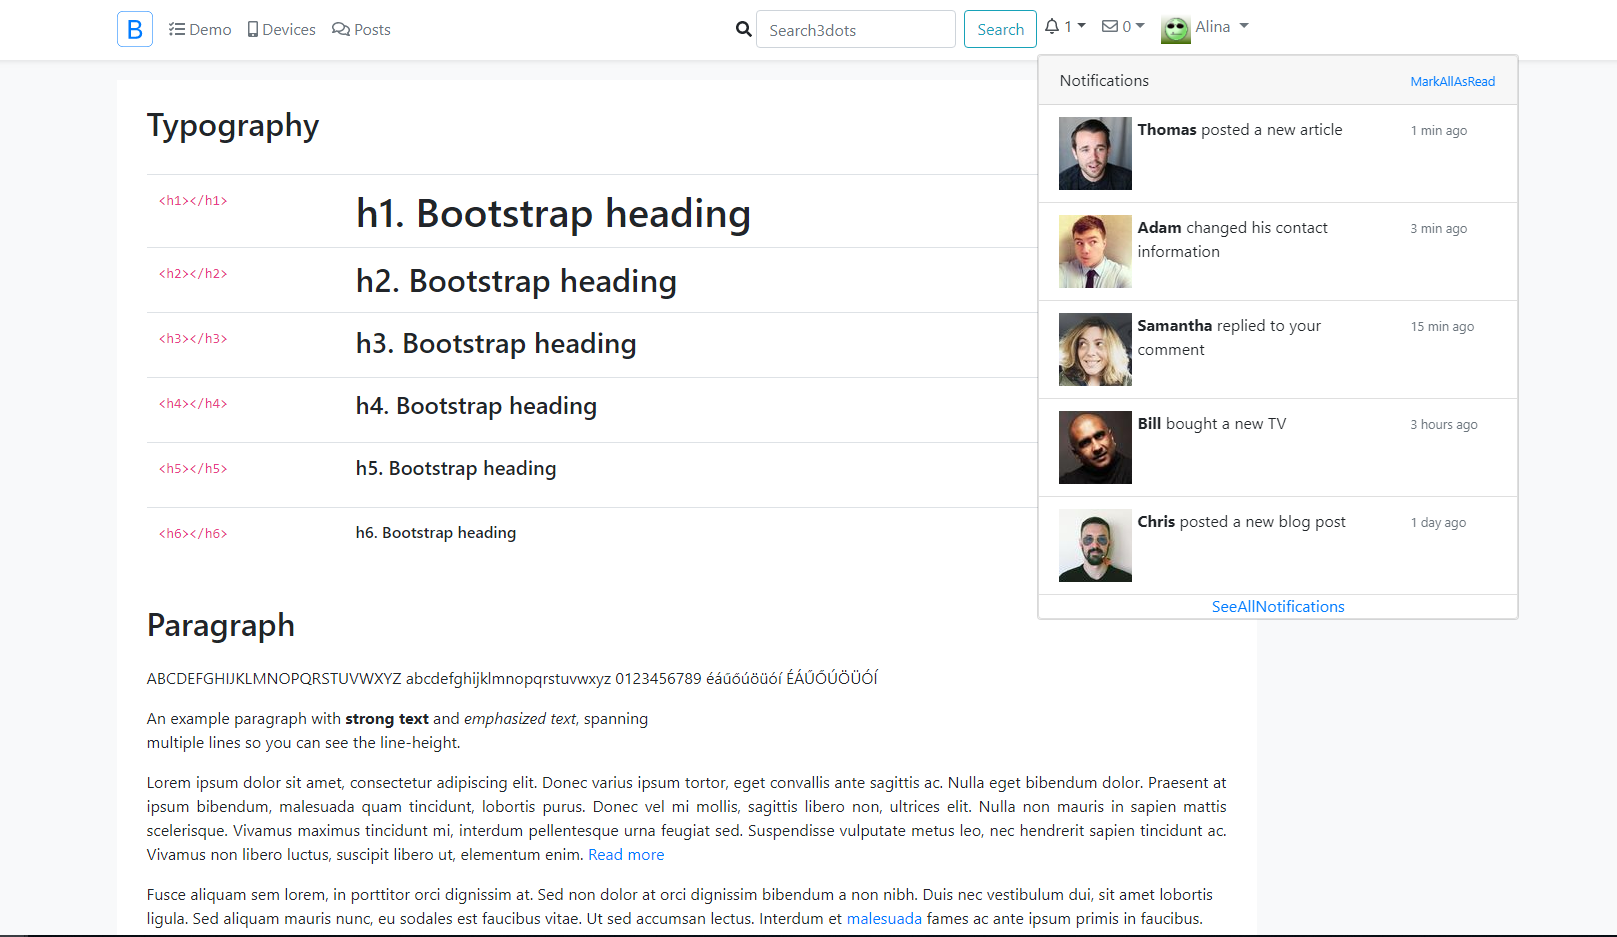 B Demo Devices Posts Search3dots Search 1 0 Alina
Notifications MarkAllAsRead
Thomas posted a new article 1 min ago
Adam changed his contact 3 min ago
information
Samantha replied to your 15 min ago
comment
Bill bought a new TV 3 hours ago
Chris posted a new blog post 1 day ago
SeeAllNotifications
Typography
<h1></h1> h1. Bootstrap heading
<h2></h2> h2. Bootstrap heading
<h3></h3> h3. Bootstrap heading
<h4></h4> h4. Bootstrap heading
<h5></h5> h5. Bootstrap heading
<h6></h6> h6. Bootstrap heading
Paragraph
ABCDEFGHIJKLMNOPQRSTUVWXYZ abcdefghijklmnopqrstuvwxyz 0123456789 éáűőúöüóí ÉÁŰŐÚÖÜÓÍ
An example paragraph with strong text and emphasized text, spanning
multiple lines so you can see the line-height.
Lorem ipsum dolor sit amet, consectetur adipiscing elit. Donec varius ipsum tortor, eget convallis ante sagittis ac. Nulla eget bibendum dolor. Praesent at
ipsum bibendum, malesuada quam tincidunt, lobortis purus. Donec vel mi mollis, sagittis libero non, ultrices elit. Nulla non mauris in sapien mattis
scelerisque. Vivamus maximus tincidunt mi, interdum pellentesque urna feugiat sed. Suspendisse vulputate metus leo, nec hendrerit sapien tincidunt ac.
Vivamus non libero luctus, suscipit libero ut, elementum enim. Read more
Fusce aliquam sem lorem, in porttitor orci dignissim at. Sed non dolor at orci dignissim bibendum a non nibh. Duis nec vestibulum dui, sit amet lobortis
ligula. Sed aliquam mauris nunc, eu sodales est faucibus vitae. Ut sed accumsan lectus. Interdum et malesuada fames ac ante ipsum primis in faucibus.